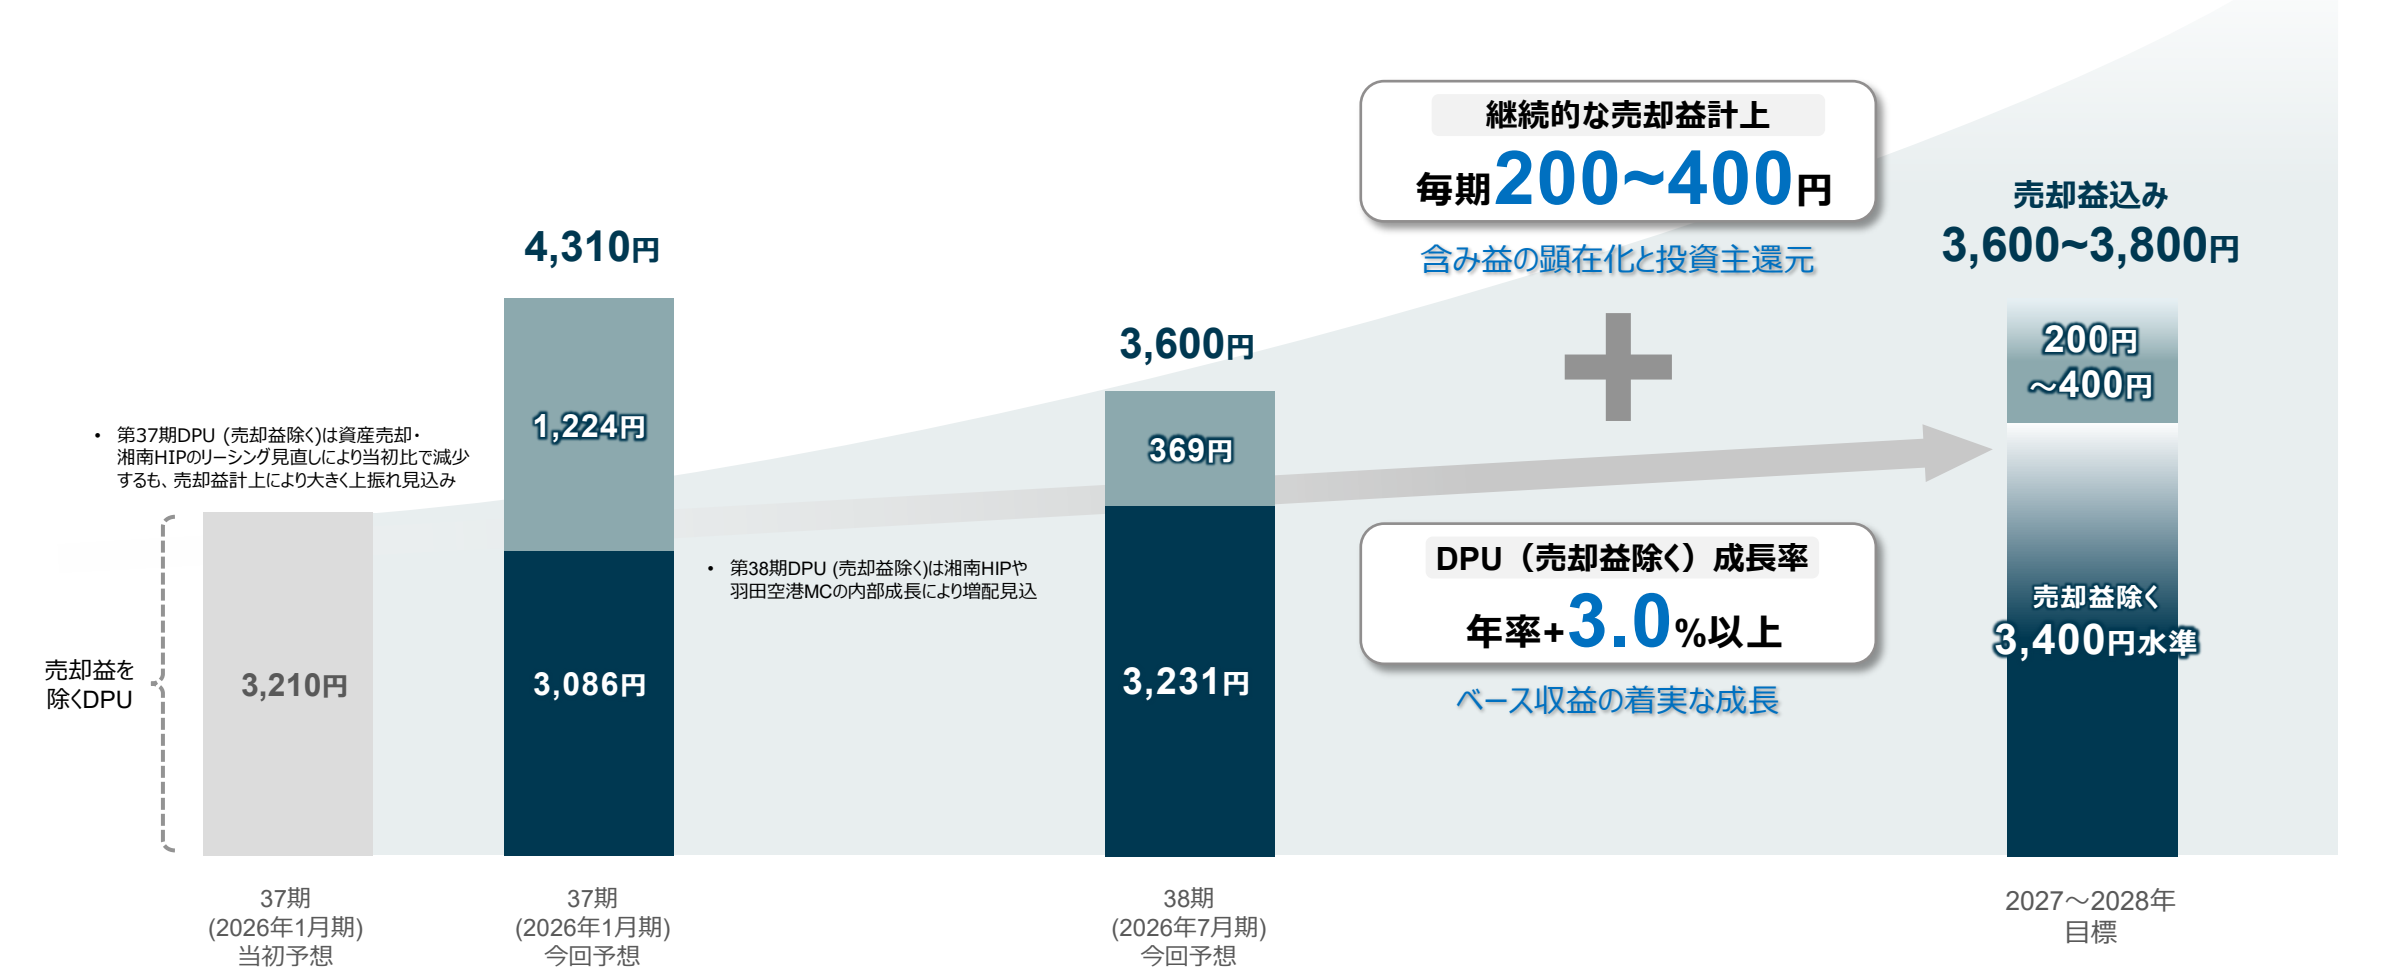 継続的な売却益計上
毎期200~400円
含み益の顕在化と投資主還元
売却益込み
3,600~3,800円
4,310円
3,600円
200円
～400円
1,224円
369円
• 第37期DPU (売却益除く)は資産売却・
湘南HIPのリーシング見直しにより当初比で減少
するも、売却益計上により大きく上振れ見込み
• 第38期DPU (売却益除く)は湘南HIPや
羽田空港MCの内部成長により増配見込
DPU（売却益除く）成長率
年率+3.0%以上
ベース収益の着実な成長
売却益除く
3,400円水準
売却益を
除くDPU
3,210円
3,086円
3,231円
37期
(2026年1月期)
当初予想
37期
(2026年1月期)
今回予想
38期
(2026年7月期)
今回予想
2027～2028年
目標